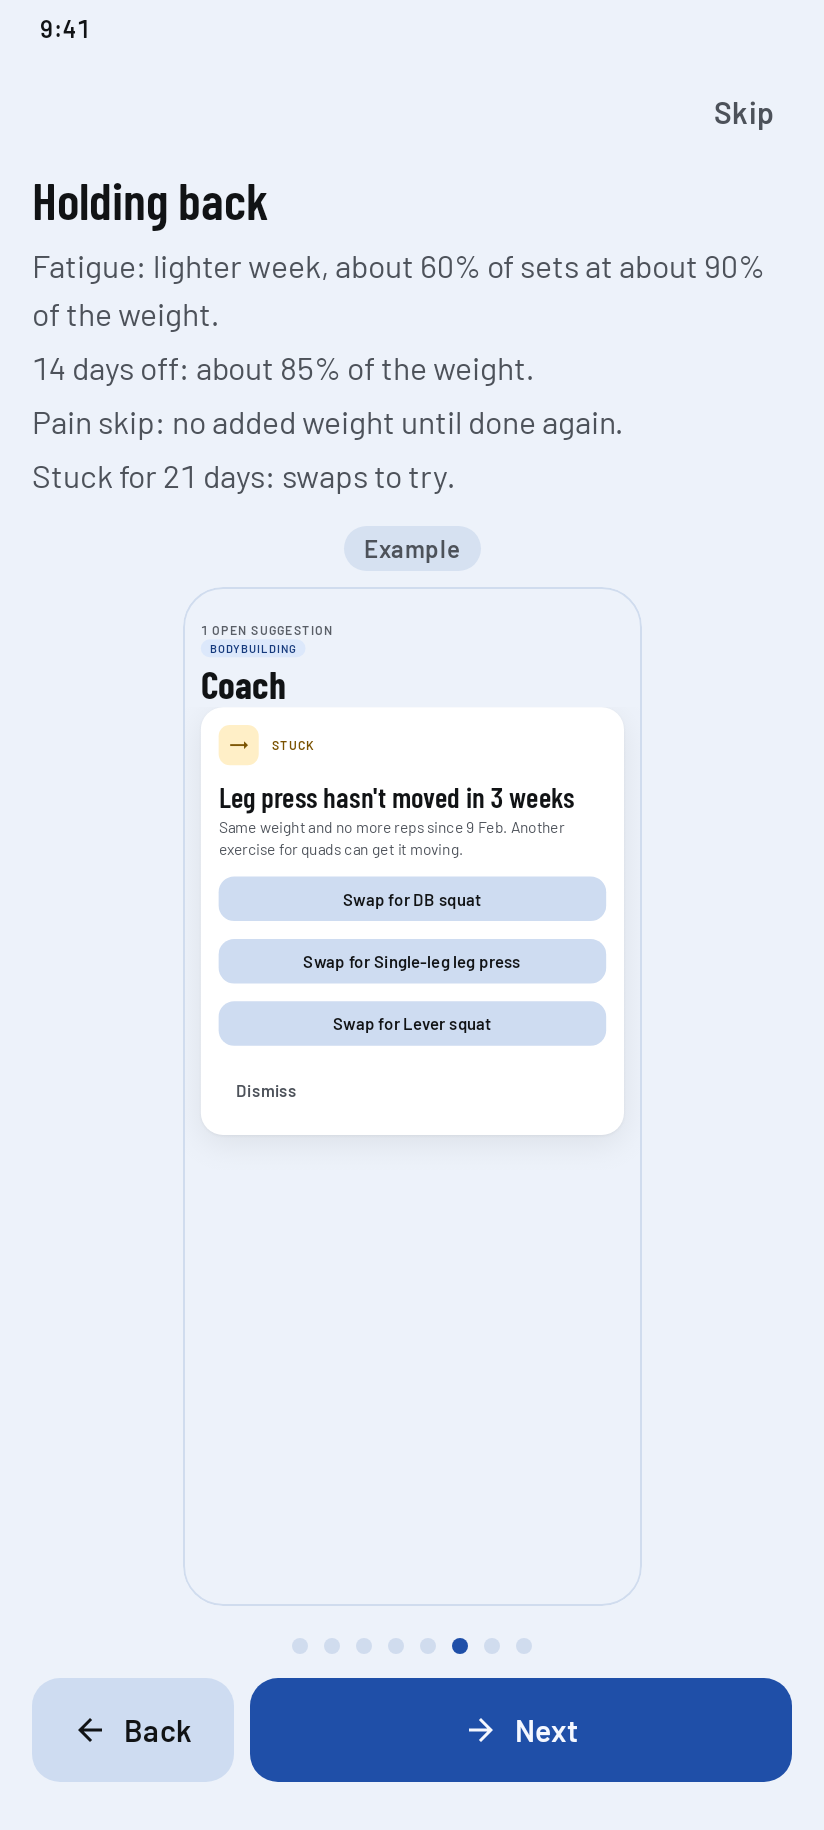 9:41
Skip
Holding back
Fatigue: lighter week, about 60% of sets at about 90%
of the weight.
14 days off: about 85% of the weight.
Pain skip: no added weight until done again.
Stuck for 21 days: swaps to try.
Example
1 OPEN SUGGESTION
BODYBUILDING
Coach
STUCK
Leg press hasn't moved in 3 weeks
Same weight and no more reps since 9 Feb. Another
exercise for quads can get it moving.
Swap for DB squat
Swap for Single-leg leg press
Swap for Lever squat
Dismiss
Back
Next